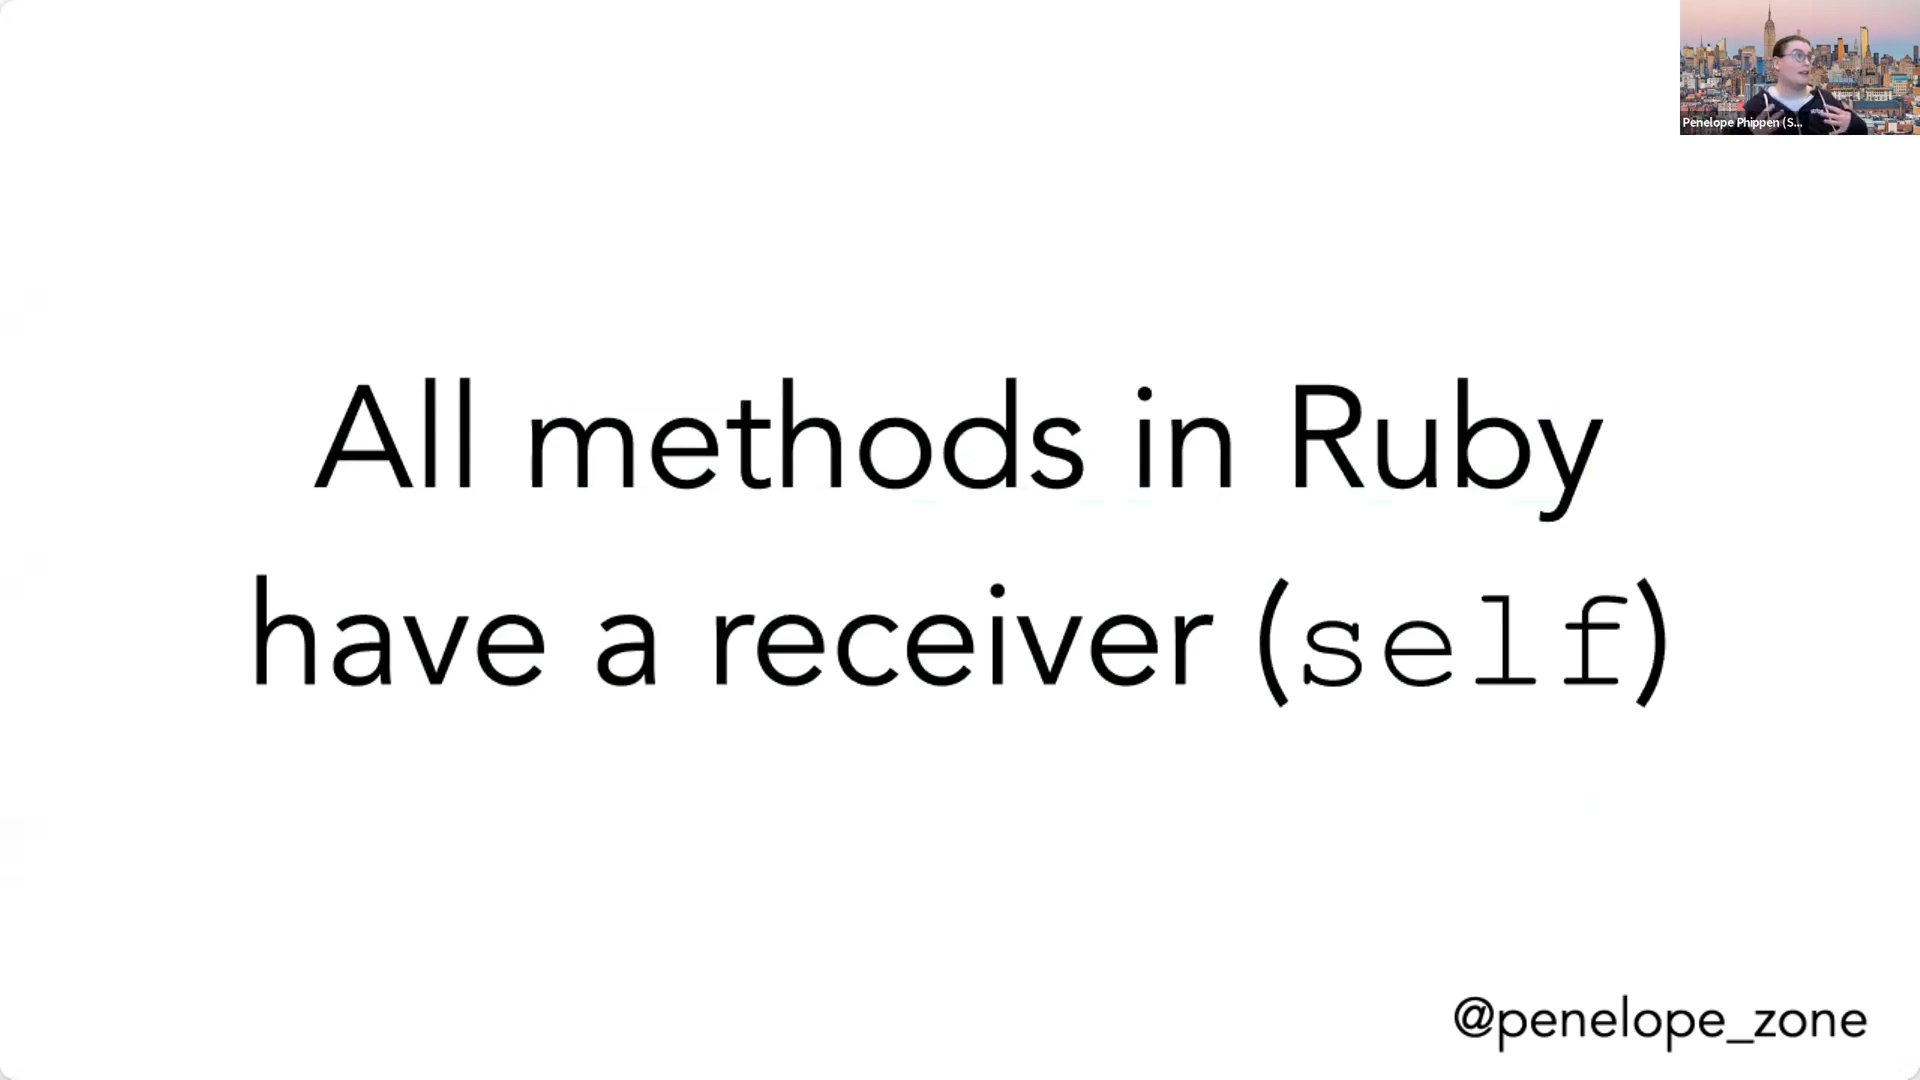 Penelope Phippen (S...
All methods in Ruby
have a receiver (self)
@penelope_zone